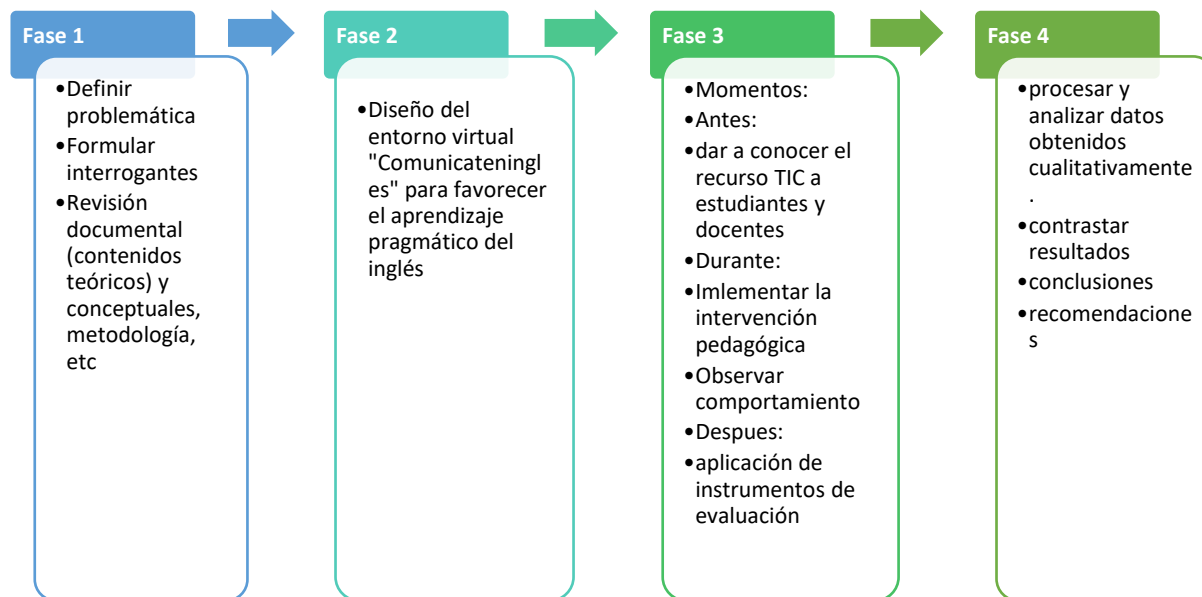 Fase 1
•Definir
problemática
•Formular
interrogantes
•Revisión
documental
(contenidos
teóricos) y
conceptuales,
metodología,
etc
Fase 2
•Diseño del
entorno virtual
"Comunicateningl
es" para favorecer
el aprendizaje
pragmático del
inglés
Fase 3
•Momentos:
•Antes:
•dar a conocer el
recurso TIC a
estudiantes y
docentes
•Durante:
•Imlementar la
intervención
pedagógica
•Observar
comportamiento
•Despues:
•aplicación de
instrumentos de
evaluación
Fase 4
•procesar y
analizar datos
obtenidos
cualitativamente
.
•contrastar
resultados
•conclusiones
•recomendacione
s